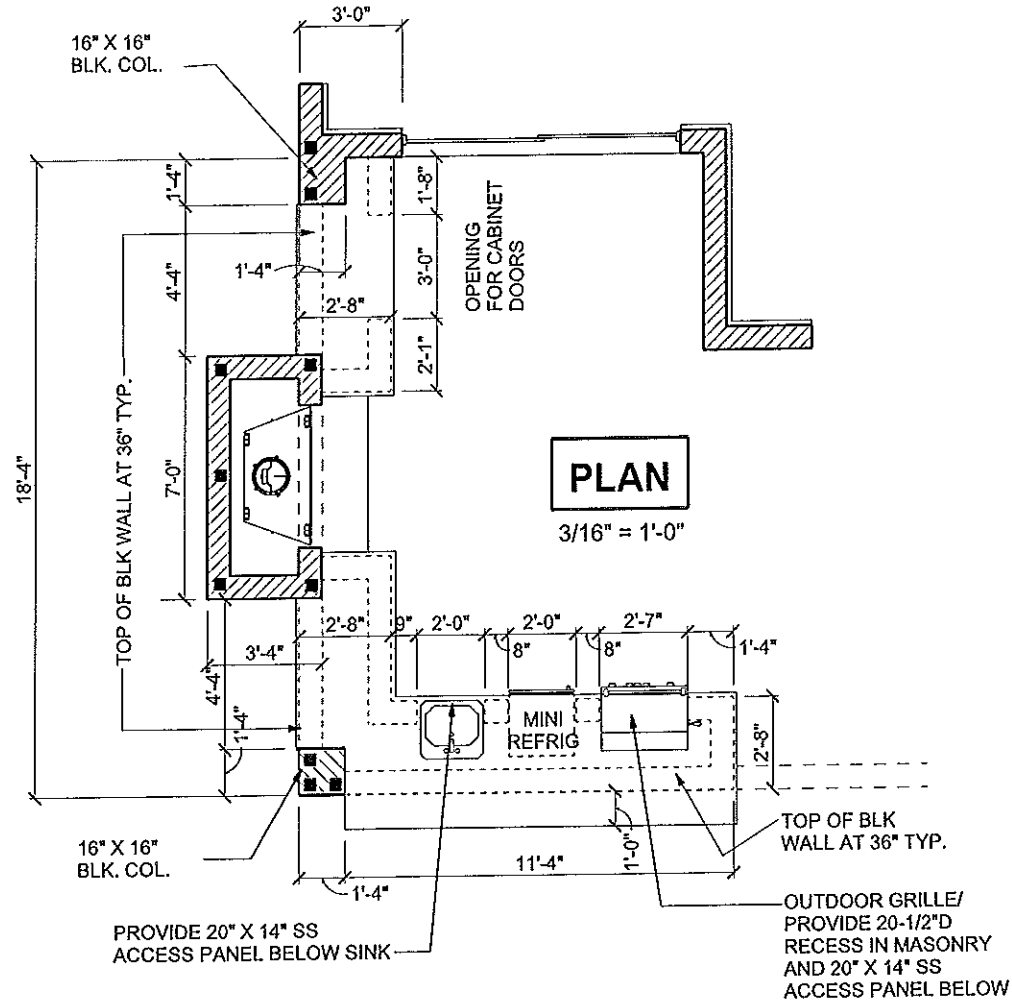 3'-0"
16" X 16"
BLK. COL.
1'-4"
1'-8"
OPENING
FOR CABINET
DOORS
4'-4"
1'-4"
3'-0"
2'-8"
2'-1"
TOP OF BLK WALL AT 36" TYP.
18'-4"
7'-0"
PLAN
3/16" = 1'-0"
2'-8"
9"
2'-0"
8"
2'-0"
8"
2'-7"
1'-4"
3'-4"
4'-4"
1'-4"
MINI
REFRIG
2'-8"
16" X 16"
BLK. COL.
1'-0"
TOP OF BLK
WALL AT 36" TYP.
11'-4"
1'-4"
PROVIDE 20" X 14" SS
ACCESS PANEL BELOW SINK
OUTDOOR GRILLE/
PROVIDE 20-1/2"D
RECESS IN MASONRY
AND 20" X 14" SS
ACCESS PANEL BELOW